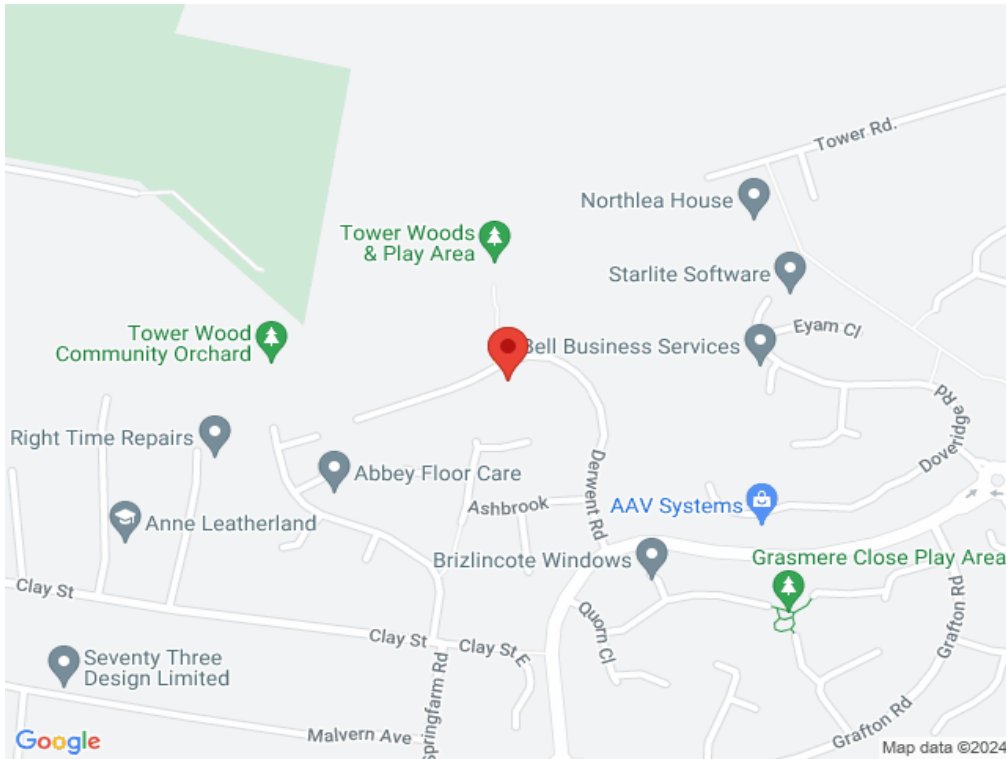 Tower Rd.
Northlea House
Tower Woods
& Play Area
Starlite Software
Eyam Cl
Tower Wood
Community Orchard
Bell Business Services
Doveridge Rd
Right Time Repairs
Abbey Floor Care
Derwent Rd
Ashbrook
AAV Systems
Anne Leatherland
Brizlincote Windows
Grasmere Close Play Area
Clay St
Quorn Cl
Grafton Rd
Clay St
Clay St E
Seventy Three
Design Limited
Springfarm Rd
Malvern Ave
Grafton Rd
Google
Map data ©2024